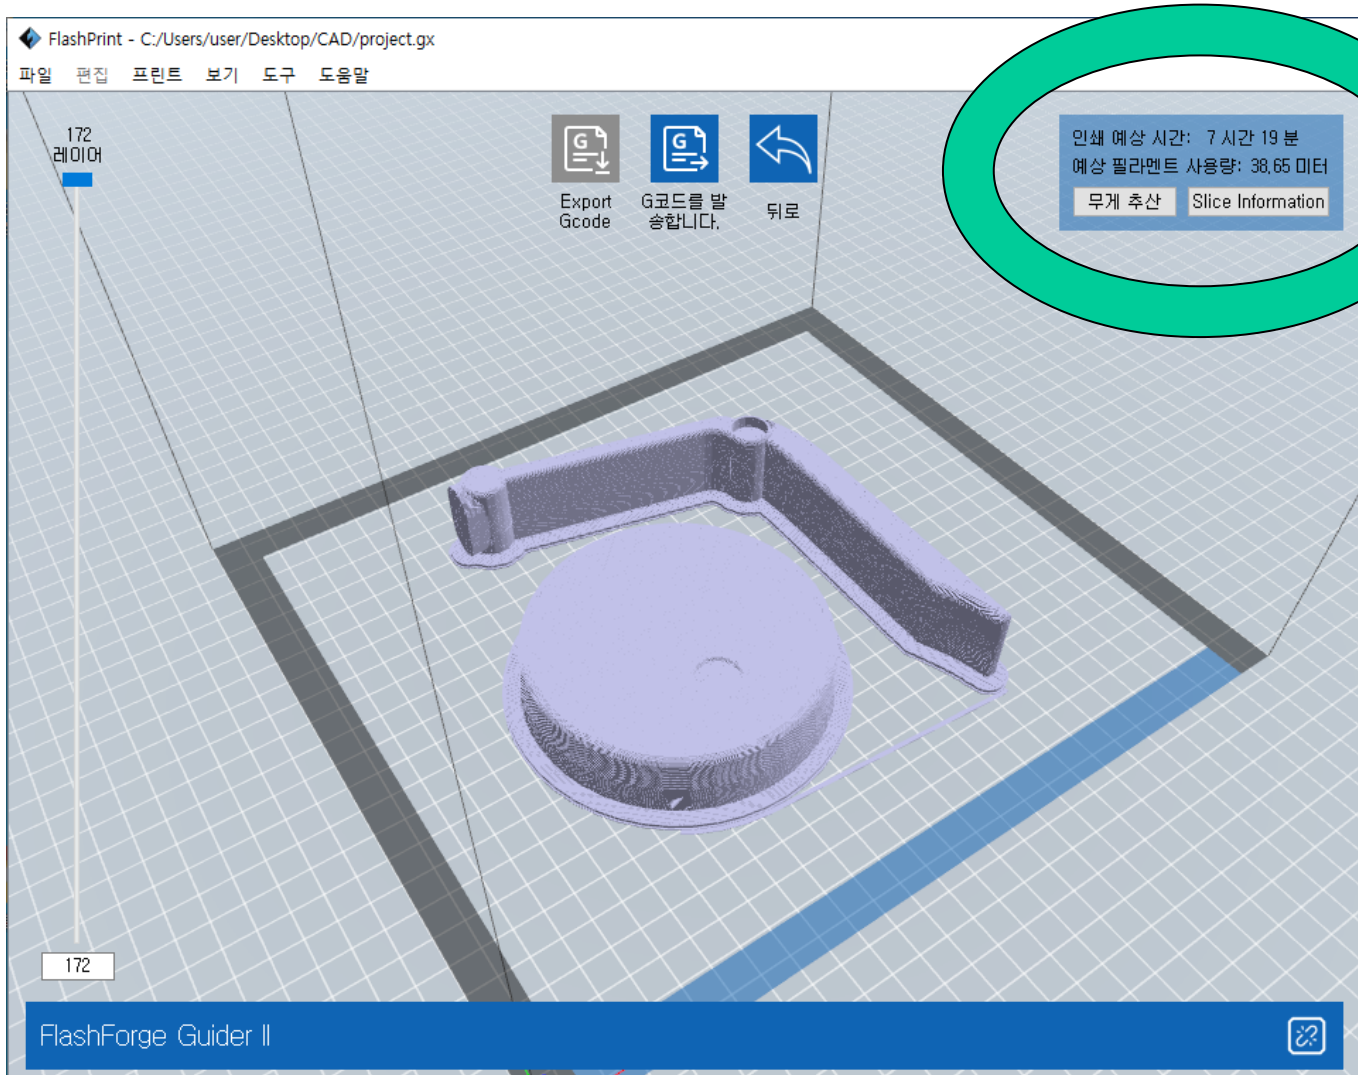 FlashPrint - C:/Users/user/Desktop/CAD/project.gx
파일 편집 프린트 보기 도구 도움말
172
레이어
Export
Gcode
G코드를 발
송합니다.
뒤로
인쇄 예상 시간: 7 시간 19 분
예상 필라멘트 사용량: 38,65 미터
무게 추산
Slice Information
172
FlashForge Guider II